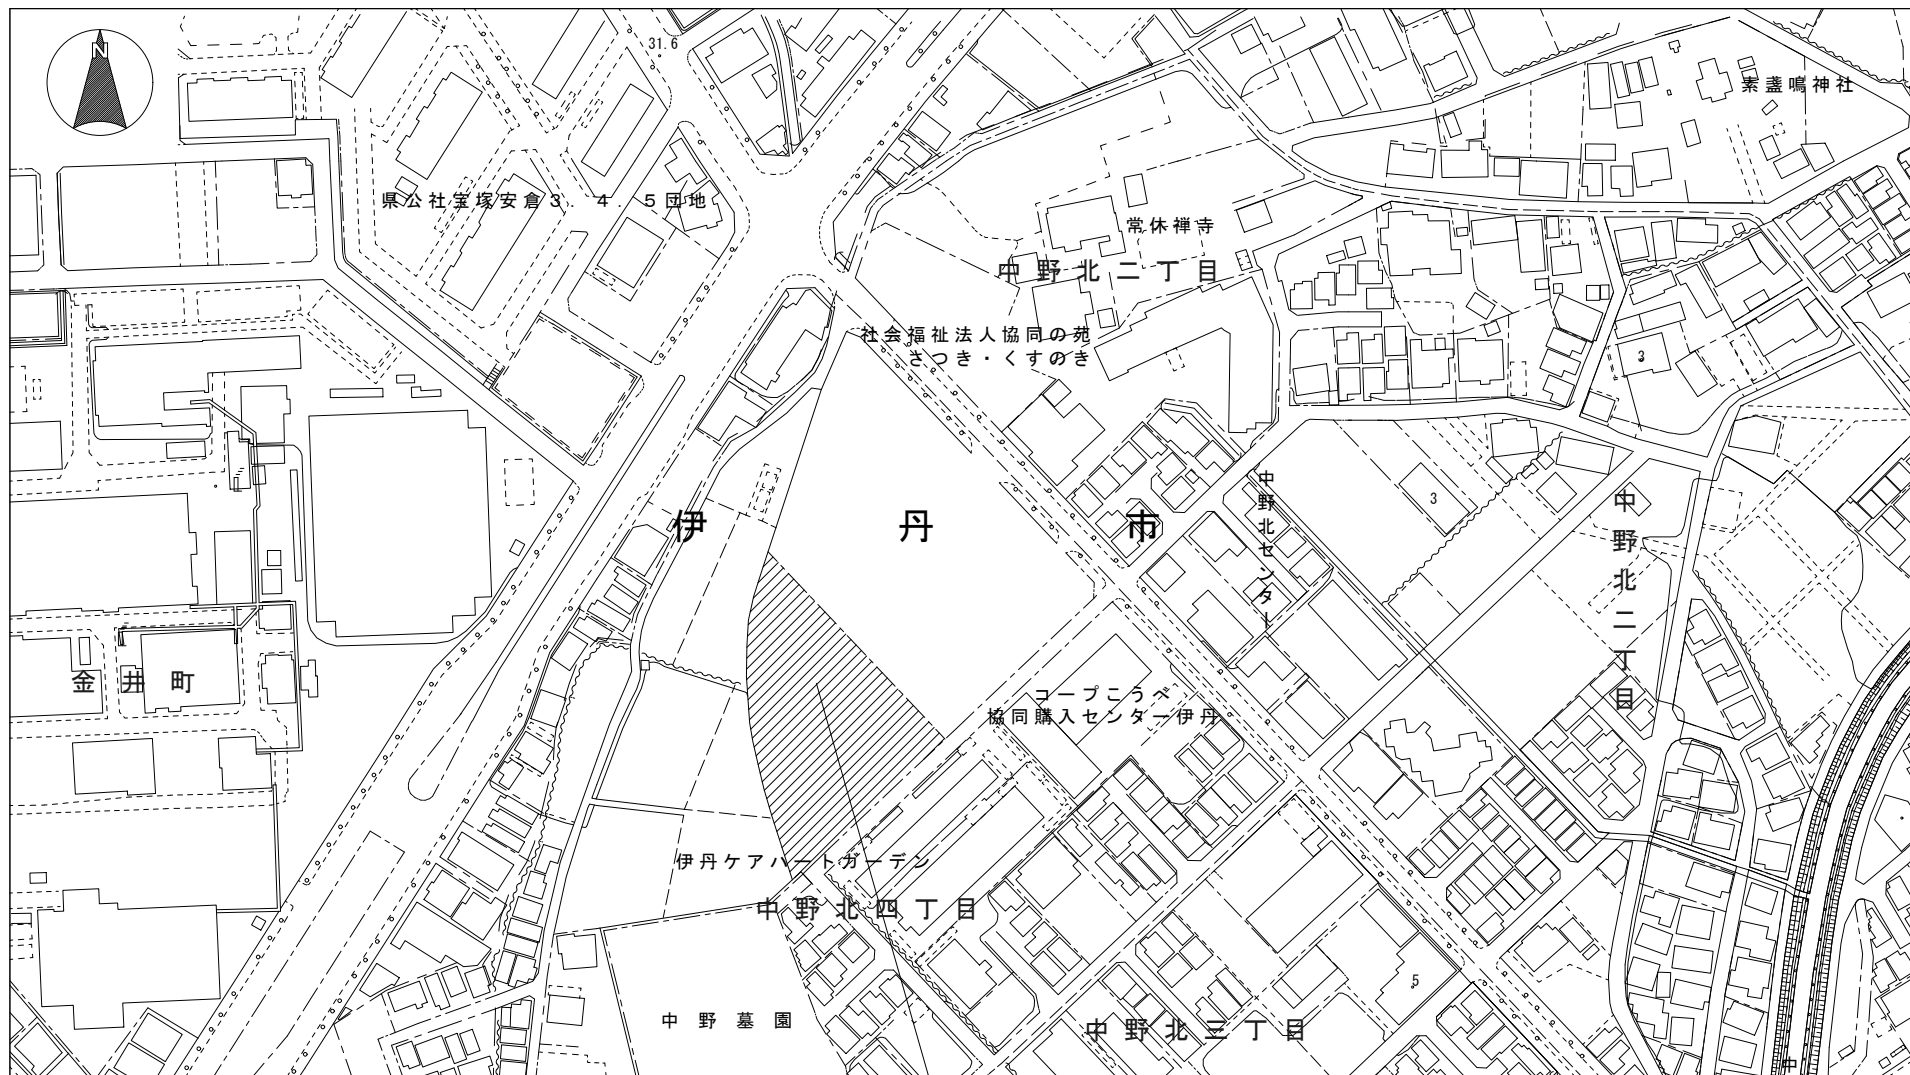 N
31.6
素盞嗚神社
県公社宝塚安倉3.4.5団地
常休禅寺
中野北二丁目
社会福祉法人協同の苑
さつき・くすのき
3
中野北センター
3
中野北二丁目
伊丹市
金井町
コープこうべ
協同購入センター伊丹
伊丹ケアハートガーデン
中野北四丁目
5
中野墓園
中野北三丁目
中